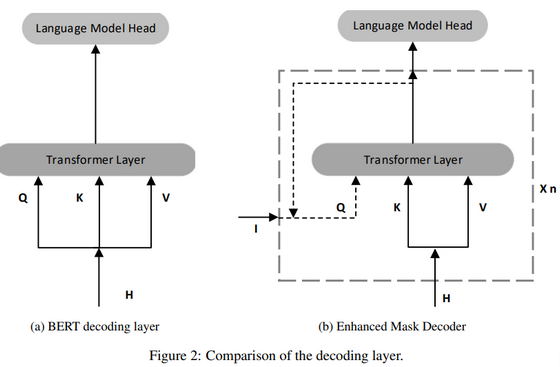 Language Model Head
Transformer Layer
Q
K
V
H
(a) BERT decoding layer
Language Model Head
Transformer Layer
X n
Q
K
V
I
H
(b) Enhanced Mask Decoder
Figure 2: Comparison of the decoding layer.